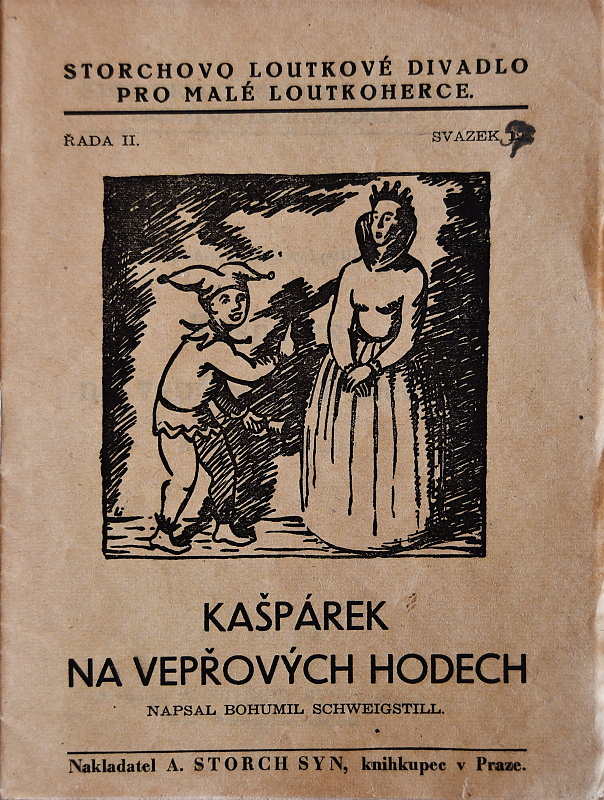 STORCHOVO LOUTKOVÉ DIVADLO
PRO MALÉ LOUTKOHERCE.
ŘADA II.
SVAZEK
KAŠPÁREK
NA VEPŘOVÝCH HODECH
NAPSAL BOHUMIL SCHWEIGSTILL.
Nakladatel A. STORCH SYN, knihkupec v Praze.